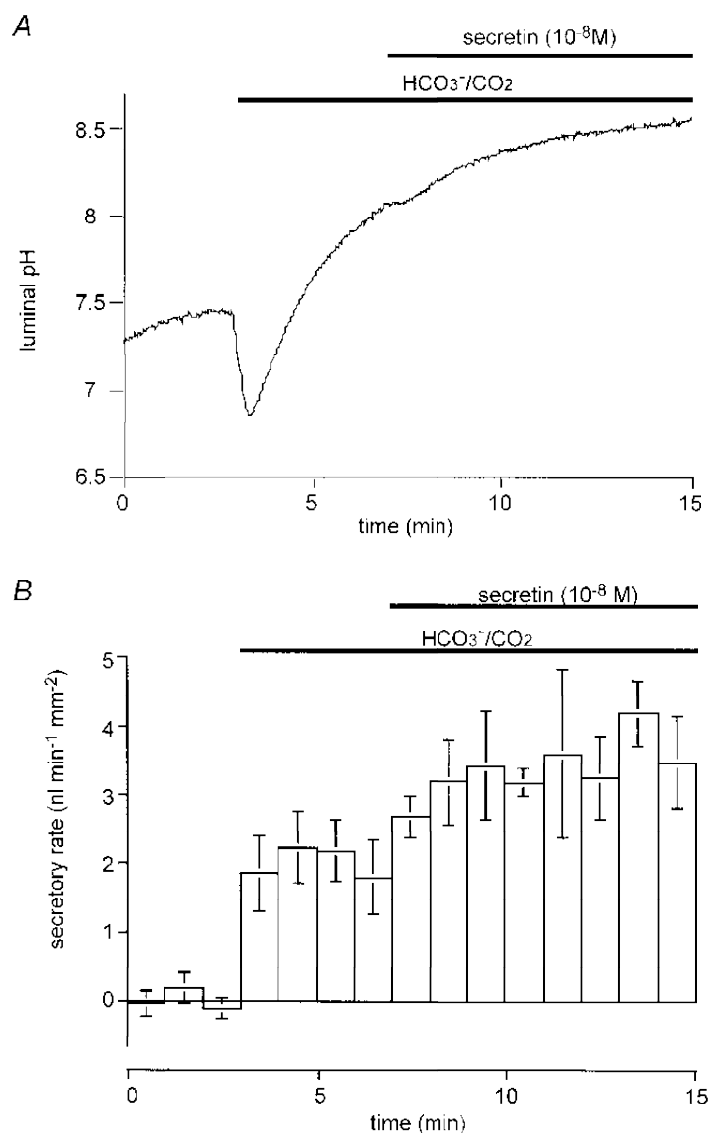 A
secretin (10⁻⁸M)
HCO₃⁻/CO₂
8.5
8
7.5
7
6.5
luminal pH
0
5
10
15
time (min)
B
secretin (10⁻⁸ M)
HCO₃⁻/CO₂
5
4
3
2
1
0
secretory rate (nl min⁻¹ mm⁻²)
0
5
10
15
time (min)